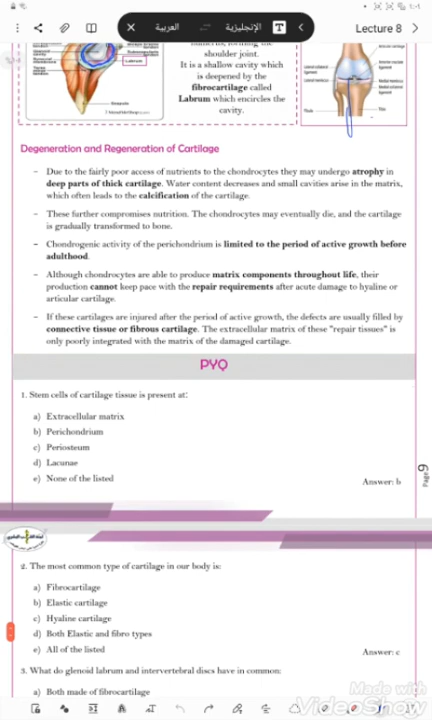 الإنجليزية
العربية
Lecture 8
Labrum
shoulder joint.
It is a shallow cavity which
is deepened by the
fibrocartilage called
Labrum which encircles the
cavity.
Degeneration and Regeneration of Cartilage
– Due to the fairly poor access of nutrients to the chondrocytes they may undergo atrophy in
deep parts of thick cartilage. Water content decreases and small cavities arise in the matrix,
which often leads to the calcification of the cartilage.
– These further compromises nutrition. The chondrocytes may eventually die, and the cartilage
is gradually transformed to bone.
– Chondrogenic activity of the perichondrium is limited to the period of active growth before
adulthood.
– Although chondrocytes are able to produce matrix components throughout life, their
production cannot keep pace with the repair requirements after acute damage to hyaline or
articular cartilage.
– If these cartilages are injured after the period of active growth, the defects are usually filled by
connective tissue or fibrous cartilage. The extracellular matrix of these "repair tissues" is
only poorly integrated with the matrix of the damaged cartilage.
PYQ
1. Stem cells of cartilage tissue is present at:
a) Extracellular matrix
b) Perichondrium
c) Periosteum
d) Lacunae
e) None of the listed
Answer: b
Page 9
2. The most common type of cartilage in our body is:
a) Fibrocartilage
b) Elastic cartilage
c) Hyaline cartilage
d) Both Elastic and fibro types
e) All of the listed
Answer: c
3. What do glenoid labrum and intervertebral discs have in common:
a) Both made of fibrocartilage
Made with
VideoShow